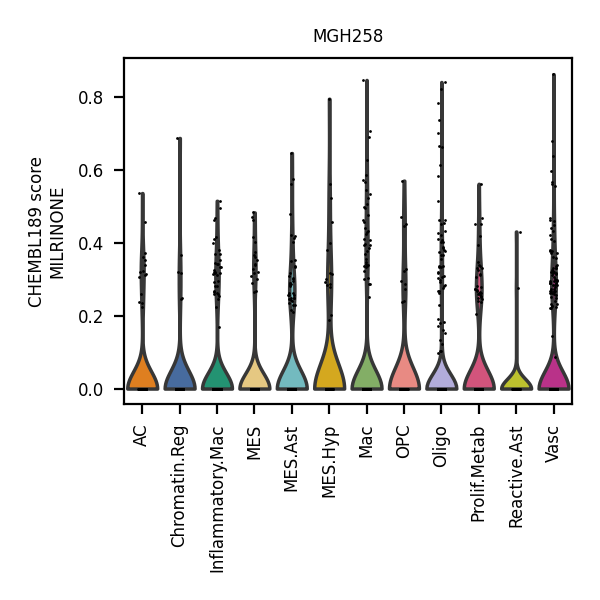 MGH258
CHEMBL189 score
MILRINONE
0.8
0.6
0.4
0.2
0.0
AC
Chromatin.Reg
Inflammatory.Mac
MES
MES.Ast
MES.Hyp
Mac
OPC
Oligo
Prolif.Metab
Reactive.Ast
Vasc